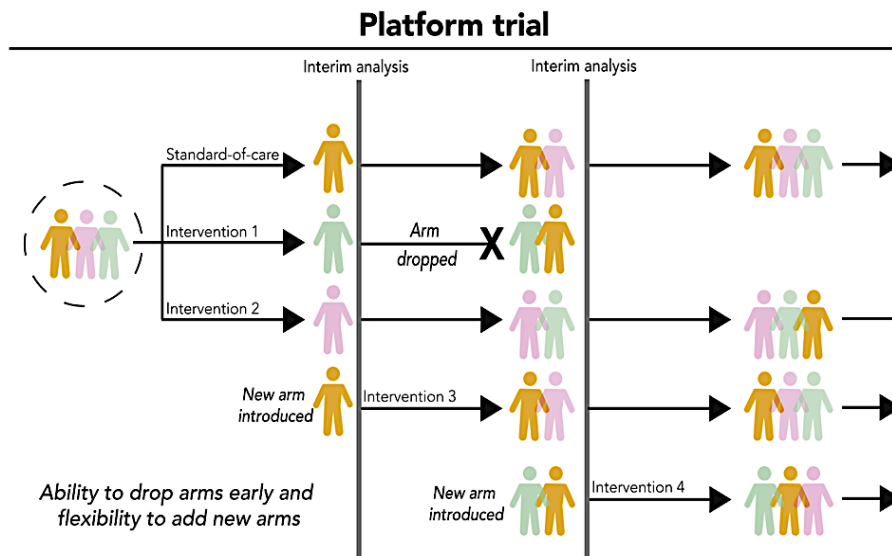 Platform trial
Interim analysis
Interim analysis
Standard-of-care
Intervention 1
Arm
dropped
X
Intervention 2
New arm
introduced
Intervention 3
Ability to drop arms early and
flexibility to add new arms
New arm
introduced
Intervention 4